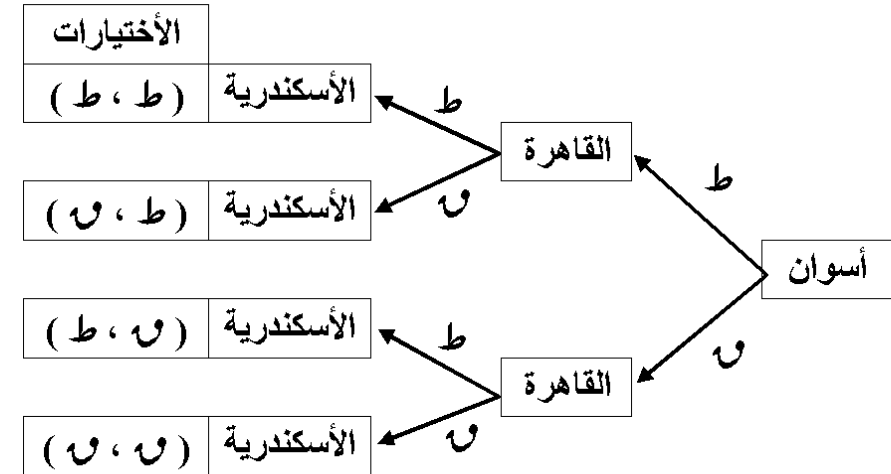 الأختيارات
الأسكندرية ( ط ، ط )
ط
القاهرة
ط
الأسكندرية ( ط ، ق )
ق
أسوان
الأسكندرية ( ق ، ط )
ط
ق
القاهرة
الأسكندرية ( ق ، ق )
ق